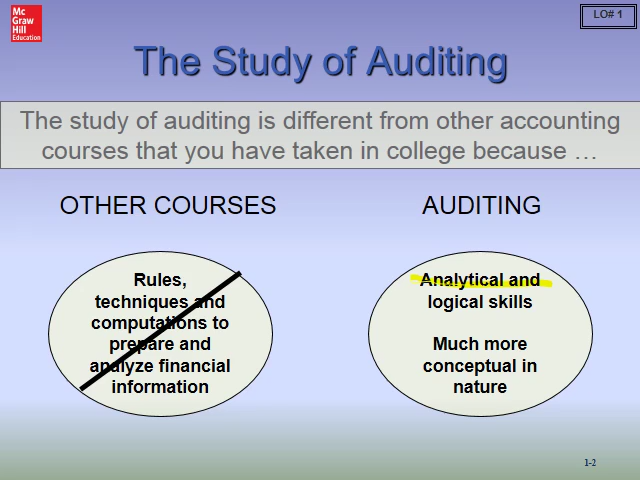 Mc
Graw
Hill
Education
LO# 1
The Study of Auditing
The study of auditing is different from other accounting
courses that you have taken in college because …
OTHER COURSES
Rules,
techniques and
computations to
prepare and
analyze financial
information
AUDITING
Analytical and
logical skills
Much more
conceptual in
nature
1-2